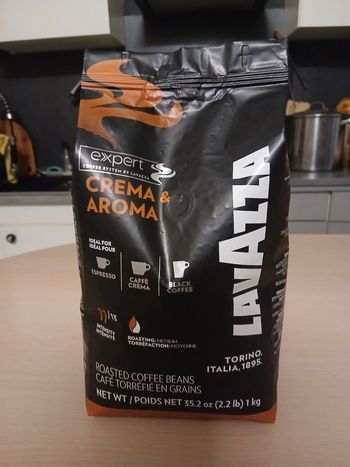 expert
COFFEE SYSTEM BY LAVAZZA
CREMA &
AROMA
IDEAL FOR
IDÉAL POUR
ESPRESSO
CAFFÈ
CREMA
BLACK
COFFEE
INTENSITY
INTENSITÉ
ROASTING: MEDIUM
TORRÉFACTION: MOYENNE
LAVAZZA
TORINO,
ITALIA, 1895.
ROASTED COFFEE BEANS
CAFÉ TORRÉFIÉ EN GRAINS
NET WT / POIDS NET 35.2 oz (2.2 lb) 1 kg